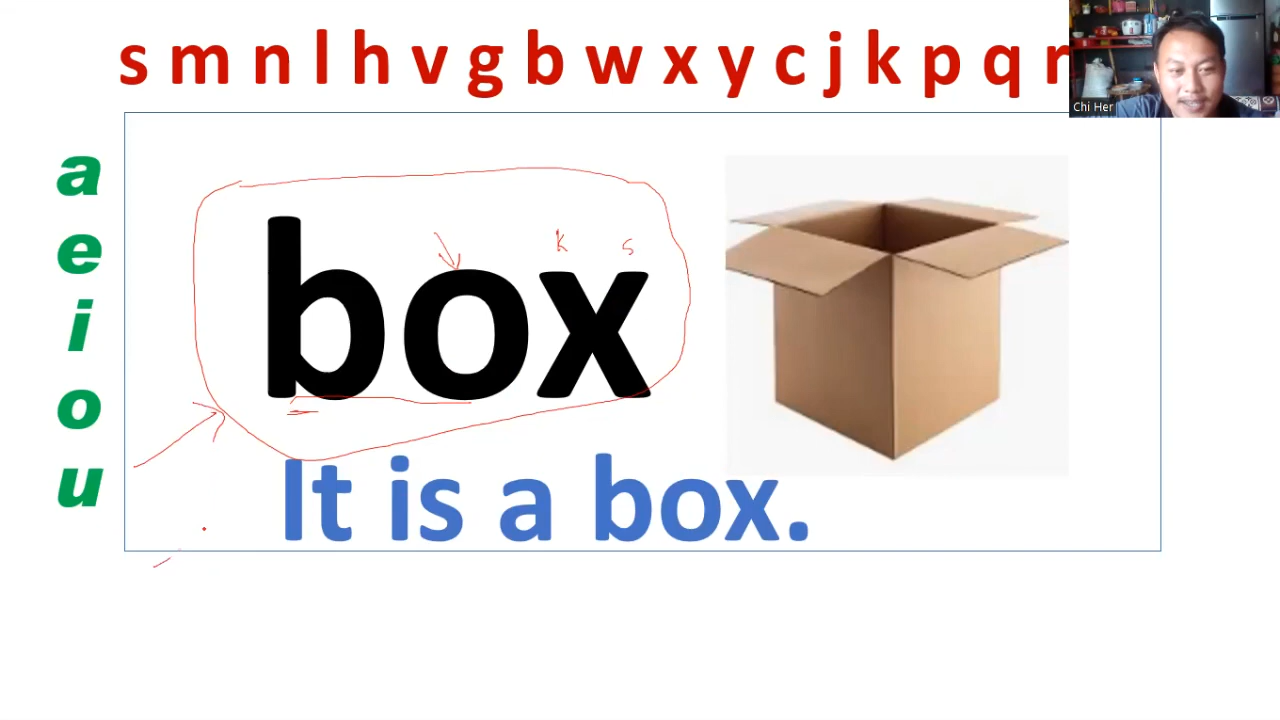 s m n l h v g b w x y c j k p q r
Chi Her
a
e
i
o
u
k s
box
It is a box.